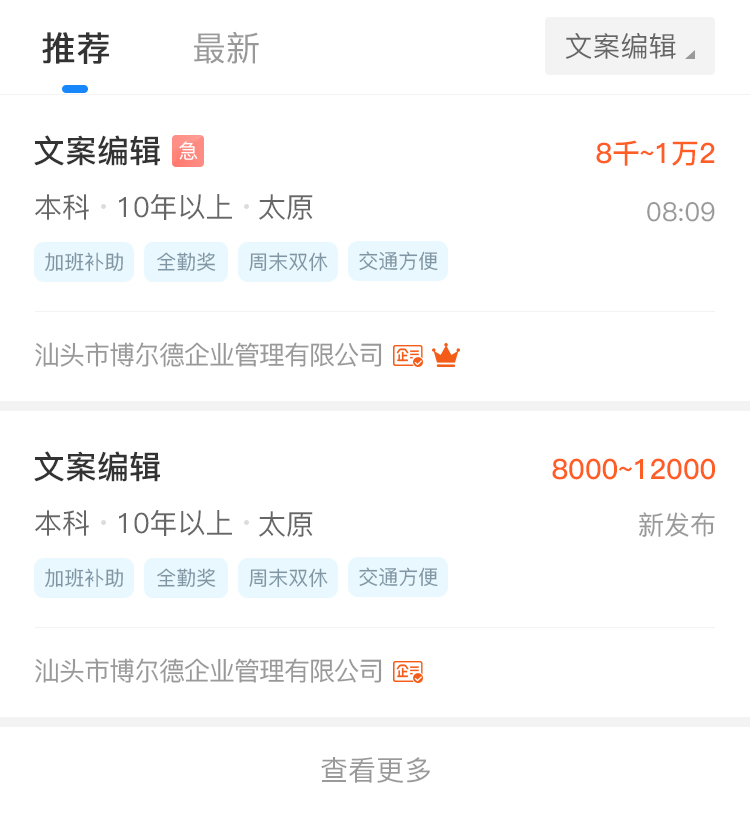 推荐 最新 文案编辑
文案编辑 急 8千~1万2
本科·10年以上·太原 08:09
加班补助 全勤奖 周末双休 交通方便
汕头市博尔德企业管理有限公司 企
文案编辑 8000~12000
本科·10年以上·太原 新发布
加班补助 全勤奖 周末双休 交通方便
汕头市博尔德企业管理有限公司 企
查看更多